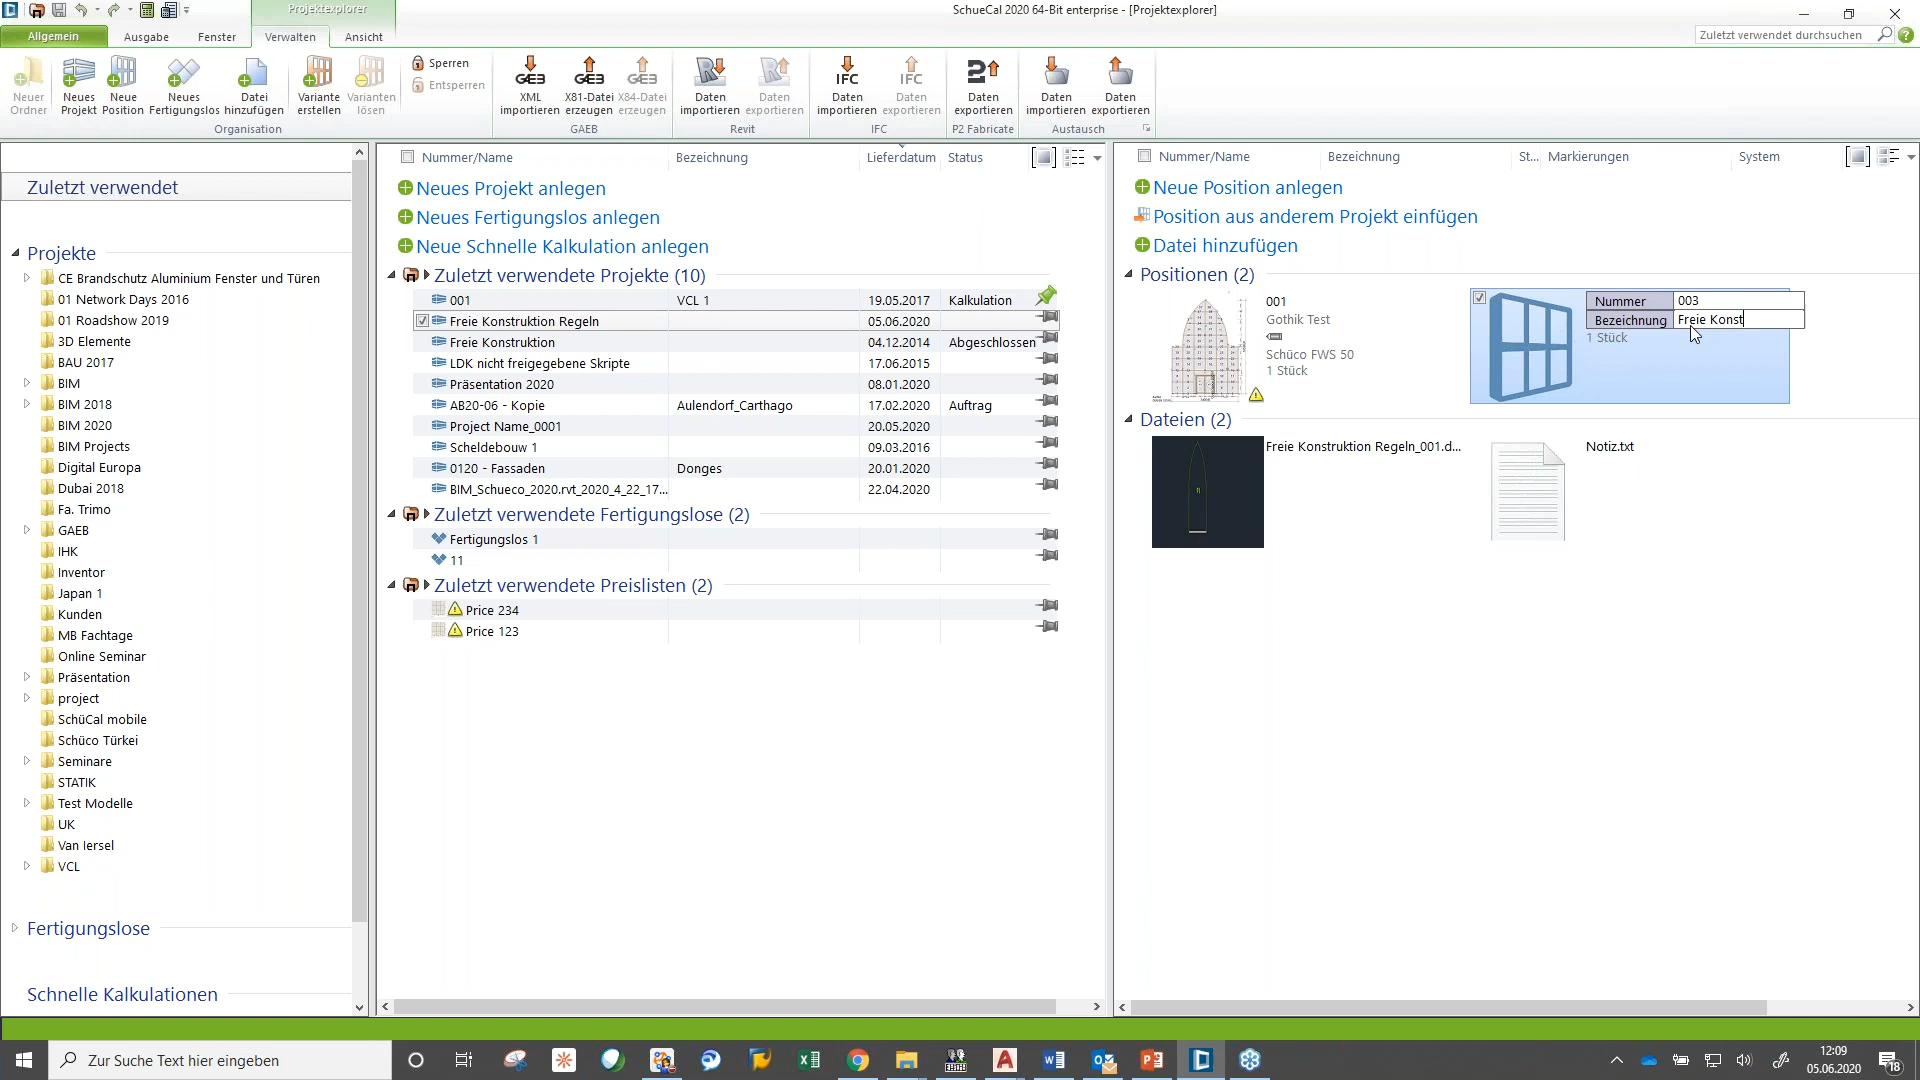 Projektexplorer
SchueCal 2020 64-Bit enterprise - [Projektexplorer]
Allgemein
Ausgabe
Fenster
Verwalten
Ansicht
Zuletzt verwendet durchsuchen
Neuer Ordner
Neues Projekt
Neue Position
Neues Fertigungslos
Datei hinzufügen
Variante erstellen
Varianten lösen
Sperren
Entsperren
Organisation
XML importieren
X81-Datei erzeugen
X84-Datei erzeugen
GAEB
Daten importieren
Daten exportieren
Revit
IFC
Daten importieren
IFC
Daten exportieren
IFC
Daten exportieren
P2 Fabricate
Daten importieren
Daten exportieren
Austausch
Zuletzt verwendet
Projekte
CE Brandschutz Aluminium Fenster und Türen
01 Network Days 2016
01 Roadshow 2019
3D Elemente
BAU 2017
BIM
BIM 2018
BIM 2020
BIM Projects
Digital Europa
Dubai 2018
Fa. Trimo
GAEB
IHK
Inventor
Japan 1
Kunden
MB Fachtage
Online Seminar
Präsentation
project
SchüCal mobile
Schüco Türkei
Seminare
STATIK
Test Modelle
UK
Van Iersel
VCL
Fertigungslose
Schnelle Kalkulationen
Nummer/Name Bezeichnung Lieferdatum Status
Neues Projekt anlegen
Neues Fertigungslos anlegen
Neue Schnelle Kalkulation anlegen
Zuletzt verwendete Projekte (10)
001 VCL 1 19.05.2017 Kalkulation
Freie Konstruktion Regeln 05.06.2020
Freie Konstruktion 04.12.2014 Abgeschlossen
LDK nicht freigegebene Skripte 17.06.2015
Präsentation 2020 08.01.2020
AB20-06 - Kopie Aulendorf_Carthago 17.02.2020 Auftrag
Project Name_0001 20.05.2020
Scheldebouw 1 09.03.2016
0120 - Fassaden Donges 20.01.2020
BIM_Schueco_2020.rvt_2020_4_22_17... 22.04.2020
Zuletzt verwendete Fertigungslose (2)
Fertigungslos 1
11
Zuletzt verwendete Preislisten (2)
Price 234
Price 123
Nummer/Name Bezeichnung St... Markierungen System
Neue Position anlegen
Position aus anderem Projekt einfügen
Datei hinzufügen
Positionen (2)
001
Gothik Test
Schüco FWS 50
1 Stück
Nummer 003
Bezeichnung Freie Konst
1 Stück
Dateien (2)
Freie Konstruktion Regeln_001.d...
Notiz.txt
Zur Suche Text hier eingeben
12:09
05.06.2020
18